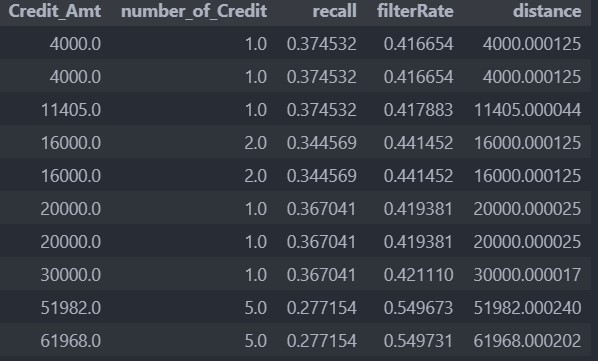 Credit_Amt number_of_Credit recall filterRate distance
4000.0 1.0 0.374532 0.416654 4000.000125
4000.0 1.0 0.374532 0.416654 4000.000125
11405.0 1.0 0.374532 0.417883 11405.000044
16000.0 2.0 0.344569 0.441452 16000.000125
16000.0 2.0 0.344569 0.441452 16000.000125
20000.0 1.0 0.367041 0.419381 20000.000025
20000.0 1.0 0.367041 0.419381 20000.000025
30000.0 1.0 0.367041 0.421110 30000.000017
51982.0 5.0 0.277154 0.549673 51982.000240
61968.0 5.0 0.277154 0.549731 61968.000202